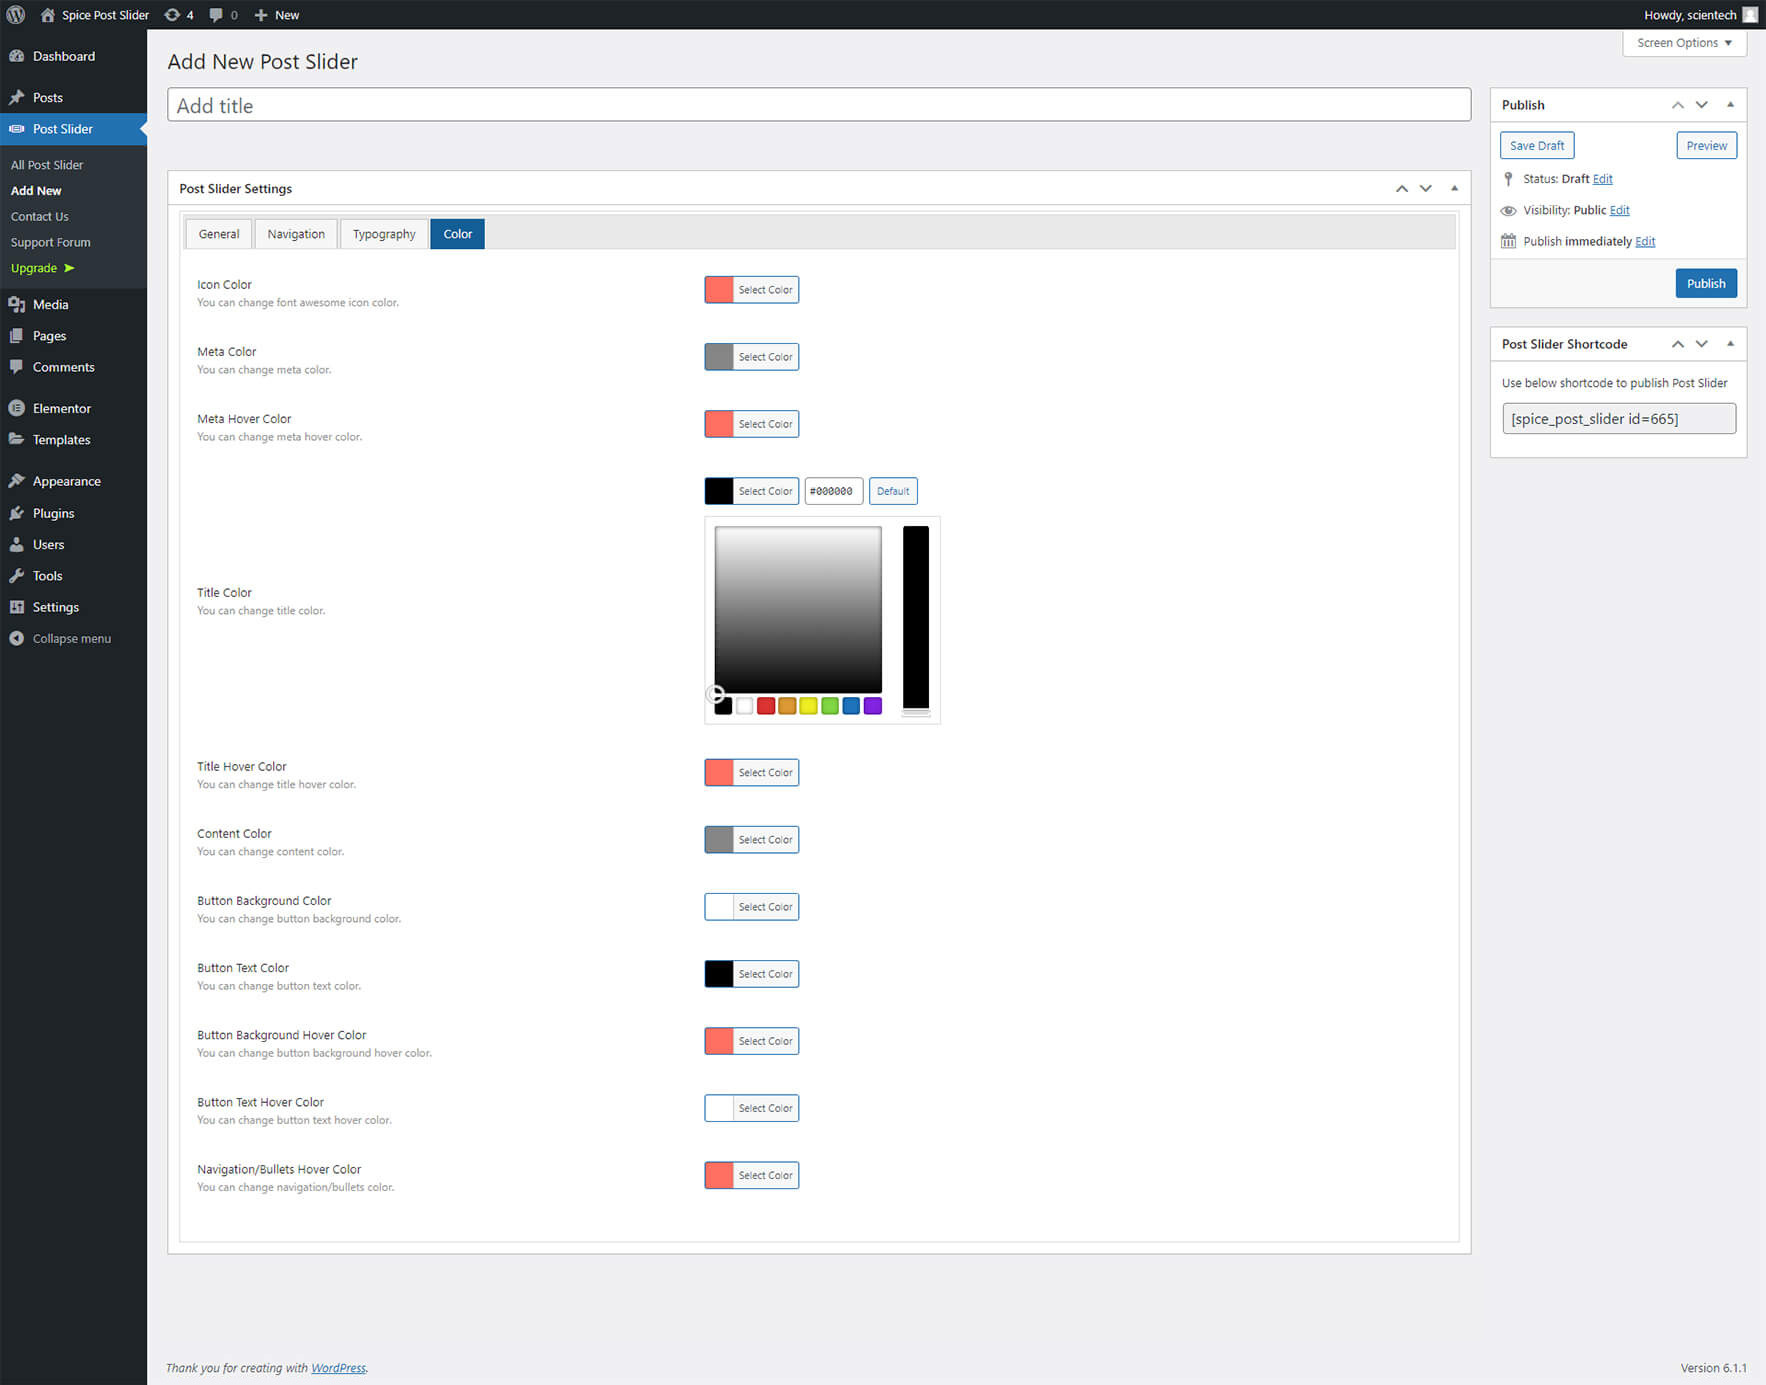 Spice Post Slider 4 0 New
Howdy, scientech
Screen Options
Dashboard
Posts
Post Slider
All Post Slider
Add New
Contact Us
Support Forum
Upgrade
Media
Pages
Comments
Elementor
Templates
Appearance
Plugins
Users
Tools
Settings
Collapse menu
Add New Post Slider
Add title
Post Slider Settings
General Navigation Typography Color
Icon Color
You can change font awesome icon color.
Select Color
Meta Color
You can change meta color.
Select Color
Meta Hover Color
You can change meta hover color.
Select Color
Select Color #000000 Default
Title Color
You can change title color.
Title Hover Color
You can change title hover color.
Select Color
Content Color
You can change content color.
Select Color
Button Background Color
You can change button background color.
Select Color
Button Text Color
You can change button text color.
Select Color
Button Background Hover Color
You can change button background hover color.
Select Color
Button Text Hover Color
You can change button text hover color.
Select Color
Navigation/Bullets Hover Color
You can change navigation/bullets color.
Select Color
Publish
Save Draft Preview
Status: Draft Edit
Visibility: Public Edit
Publish immediately Edit
Publish
Post Slider Shortcode
Use below shortcode to publish Post Slider
[spice_post_slider id=665]
Thank you for creating with WordPress.
Version 6.1.1